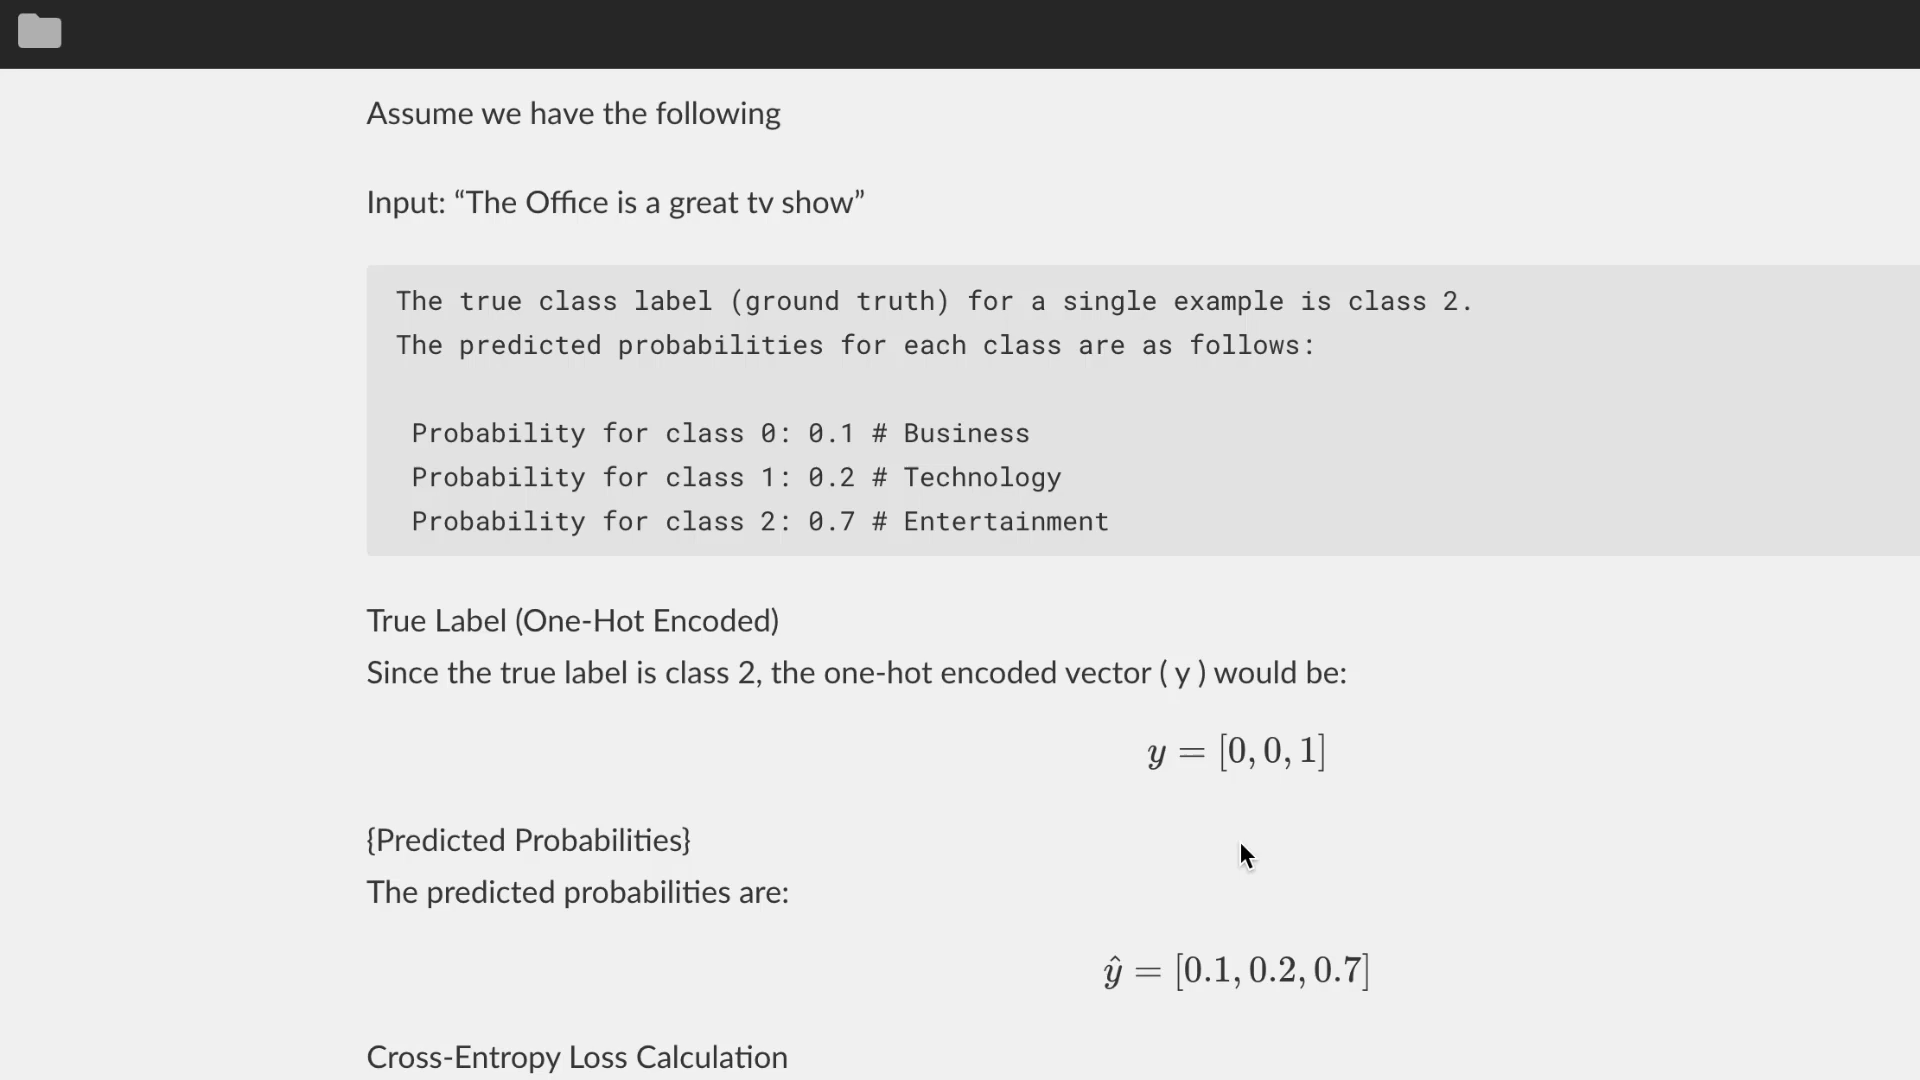 Assume we have the following
Input: “The Office is a great tv show”
The true class label (ground truth) for a single example is class 2.
The predicted probabilities for each class are as follows:
Probability for class 0: 0.1 # Business
Probability for class 1: 0.2 # Technology
Probability for class 2: 0.7 # Entertainment
True Label (One-Hot Encoded)
Since the true label is class 2, the one-hot encoded vector ( y ) would be:
y = [0, 0, 1]
{Predicted Probabilities}
The predicted probabilities are:
ŷ = [0.1, 0.2, 0.7]
Cross-Entropy Loss Calculation